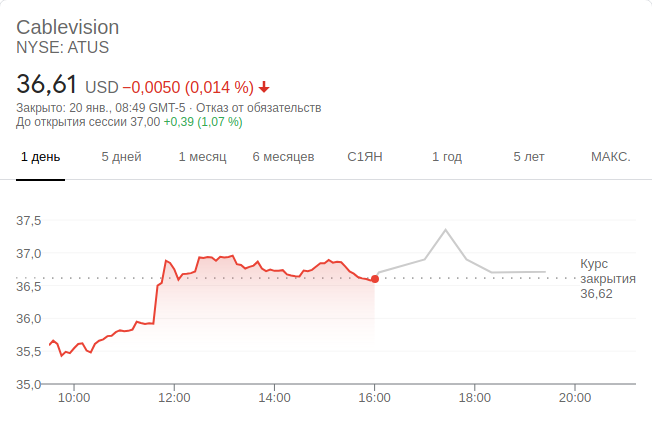 Cablevision
NYSE: ATUS
36,61 USD −0,0050 (0,014 %)
Закрыто: 20 янв., 08:49 GMT-5 · Отказ от обязательств
До открытия сессии 37,00 +0,39 (1,07 %)
1 день 5 дней 1 месяц 6 месяцев С1ЯН 1 год 5 лет МАКС.
37,5
37,0
36,5
36,0
35,5
35,0
Курс
закрытия
36,62
10:00 12:00 14:00 16:00 18:00 20:00